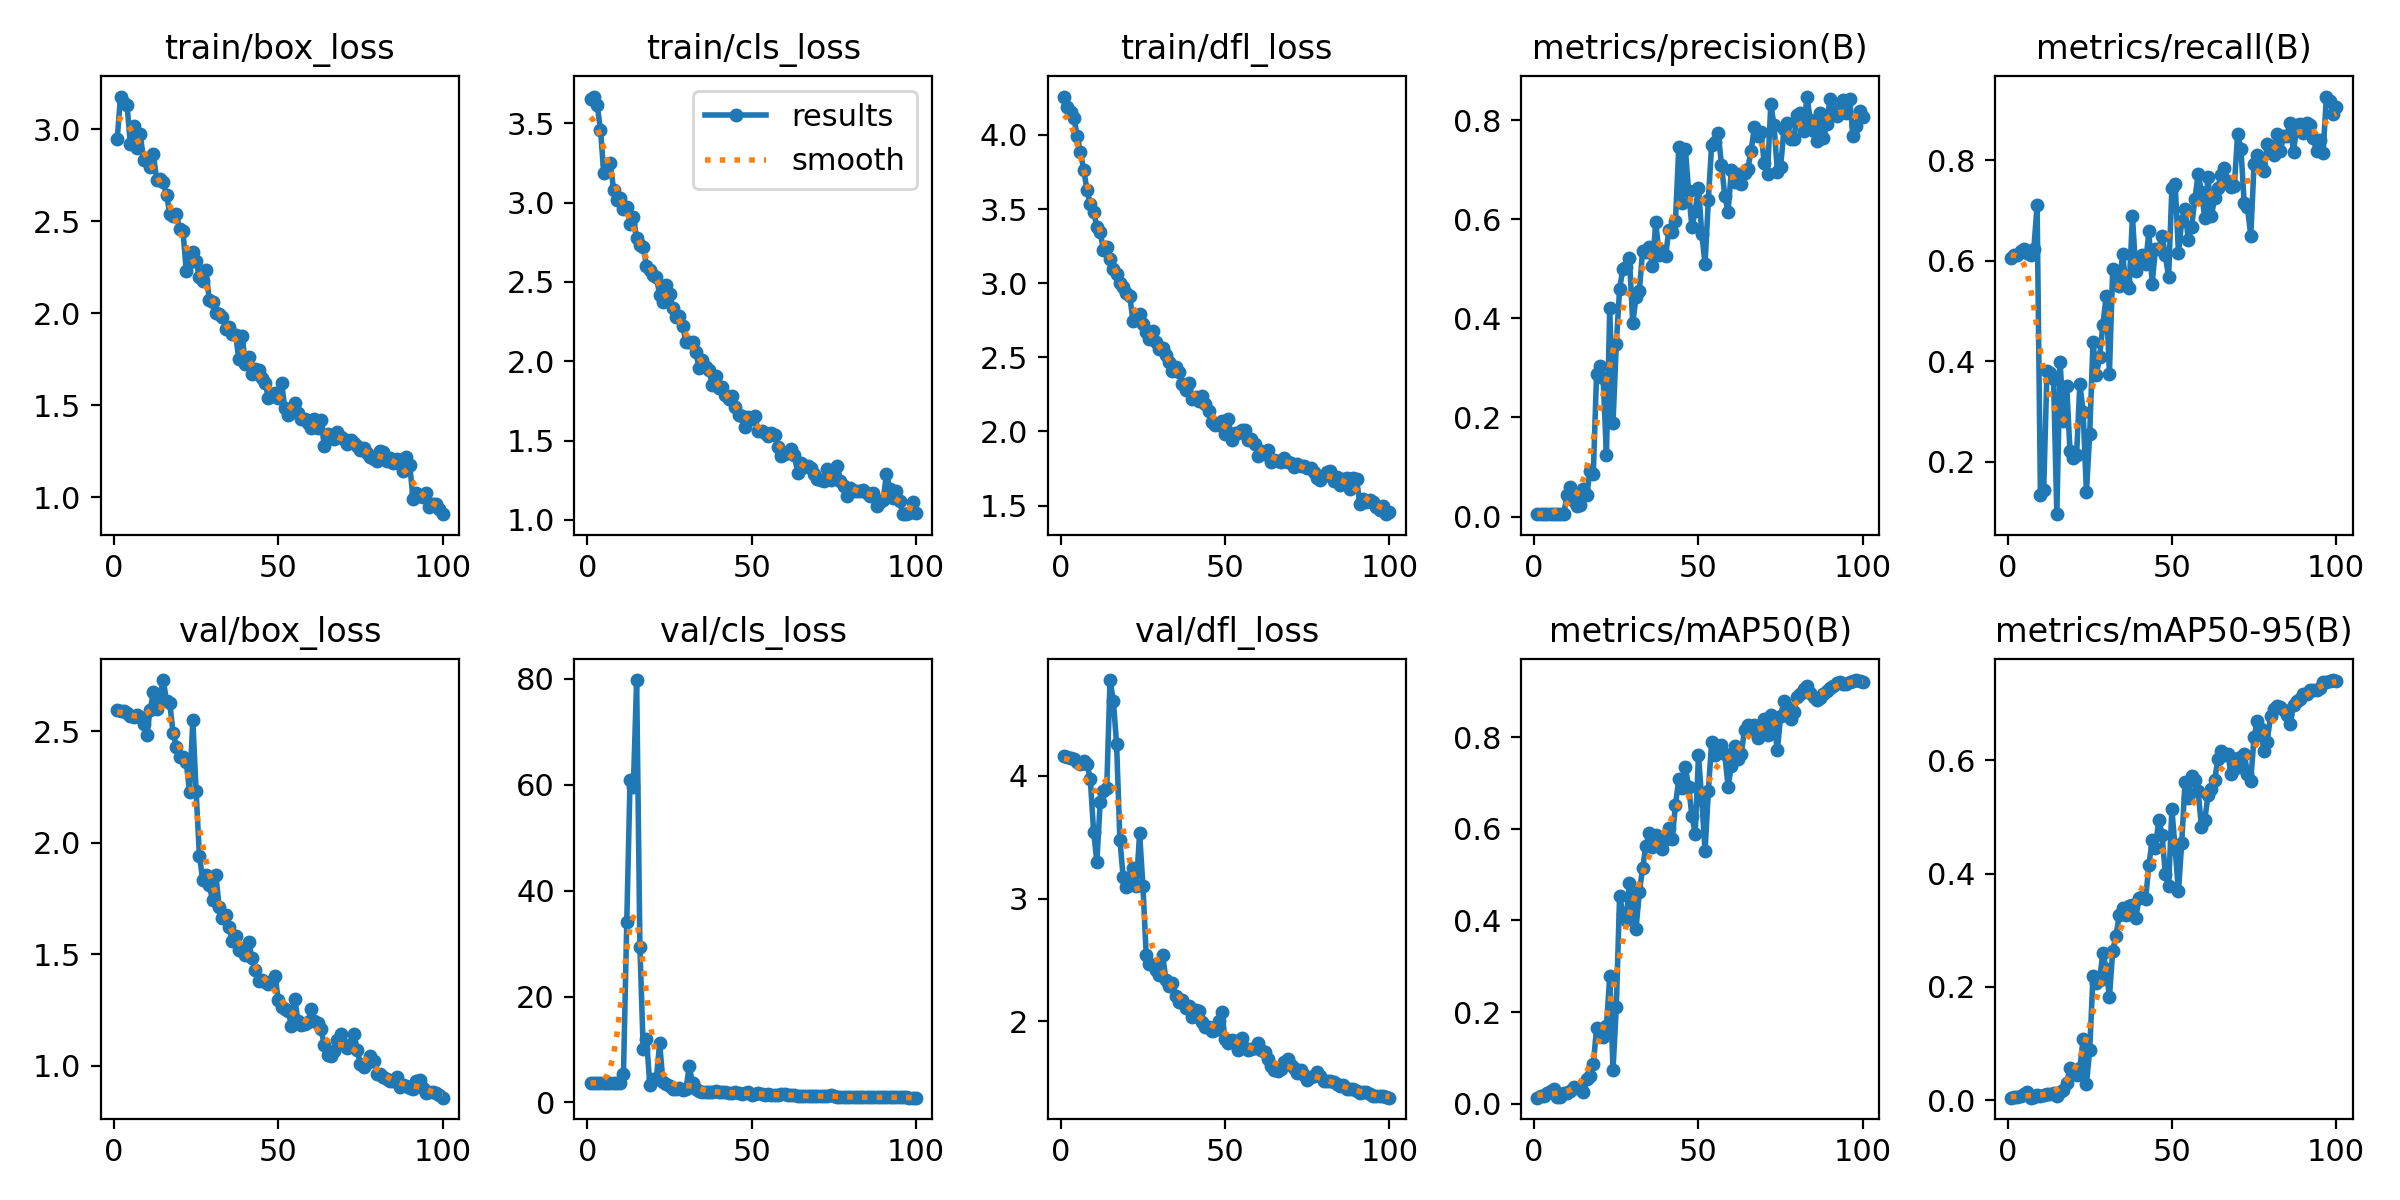 train/box_loss
3.0
2.5
2.0
1.5
1.0
0 50 100
train/cls_loss
results
smooth
3.5
3.0
2.5
2.0
1.5
1.0
0 50 100
train/dfl_loss
4.0
3.5
3.0
2.5
2.0
1.5
0 50 100
metrics/precision(B)
0.8
0.6
0.4
0.2
0.0
0 50 100
metrics/recall(B)
0.8
0.6
0.4
0.2
0 50 100
val/box_loss
2.5
2.0
1.5
1.0
0 50 100
val/cls_loss
80
60
40
20
0
0 50 100
val/dfl_loss
4
3
2
0 50 100
metrics/mAP50(B)
0.8
0.6
0.4
0.2
0.0
0 50 100
metrics/mAP50-95(B)
0.6
0.4
0.2
0.0
0 50 100